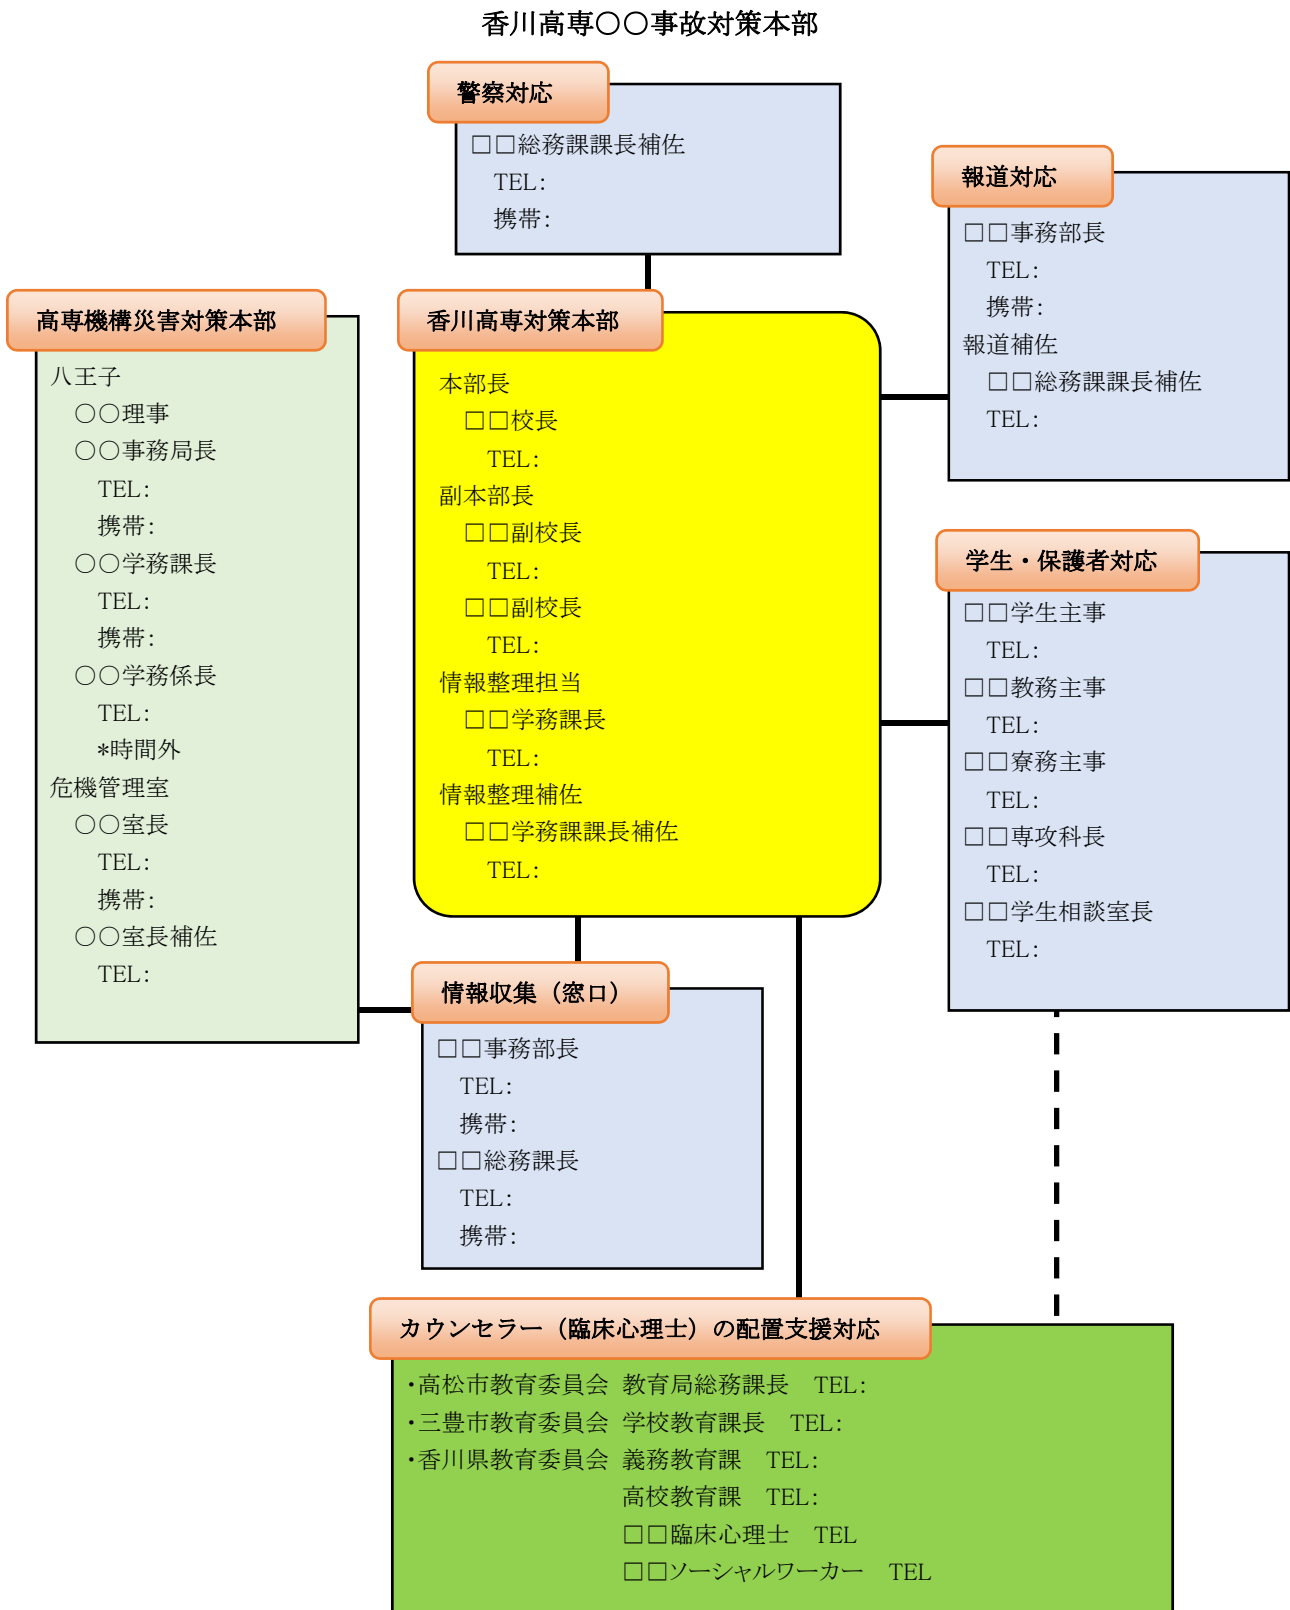 香川高専〇〇事故対策本部
警察対応
□□総務課課長補佐
TEL:
携帯:
報道対応
□□事務部長
TEL:
携帯:
報道補佐
□□総務課課長補佐
TEL:
高専機構災害対策本部
八王子
〇〇理事
〇〇事務局長
TEL:
携帯:
〇〇学務課長
TEL:
携帯:
〇〇学務係長
TEL:
*時間外
危機管理室
〇〇室長
TEL:
携帯:
〇〇室長補佐
TEL:
香川高専対策本部
本部長
□□校長
TEL:
副本部長
□□副校長
TEL:
□□副校長
TEL:
情報整理担当
□□学務課長
TEL:
情報整理補佐
□□学務課課長補佐
TEL:
学生・保護者対応
□□学生主事
TEL:
□□教務主事
TEL:
□□寮務主事
TEL:
□□専攻科長
TEL:
□□学生相談室長
TEL:
情報収集（窓口）
□□事務部長
TEL:
携帯:
□□総務課長
TEL:
携帯:
カウンセラー（臨床心理士）の配置支援対応
・高松市教育委員会 教育局総務課長　TEL:
・三豊市教育委員会 学校教育課長　TEL:
・香川県教育委員会 義務教育課　TEL:
高校教育課　TEL:
□□臨床心理士　TEL
□□ソーシャルワーカー　TEL